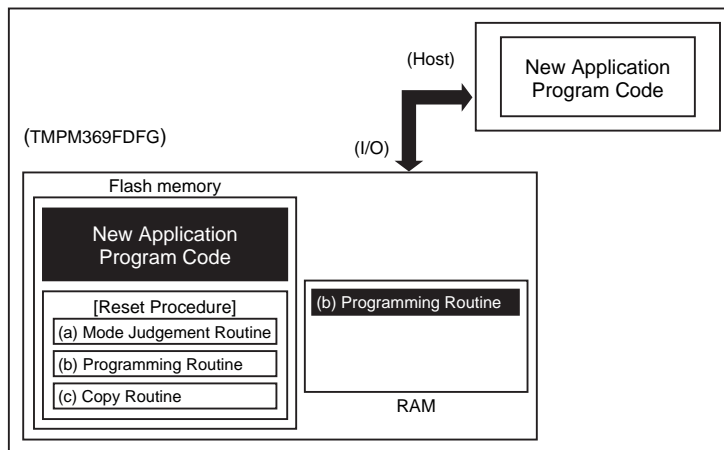 (Host)
New Application
Program Code
(TMPM369FDFG)
(I/O)
Flash memory
New Application
Program Code
[Reset Procedure]
(a) Mode Judgement Routine
(b) Programming Routine
(c) Copy Routine
(b) Programming Routine
RAM